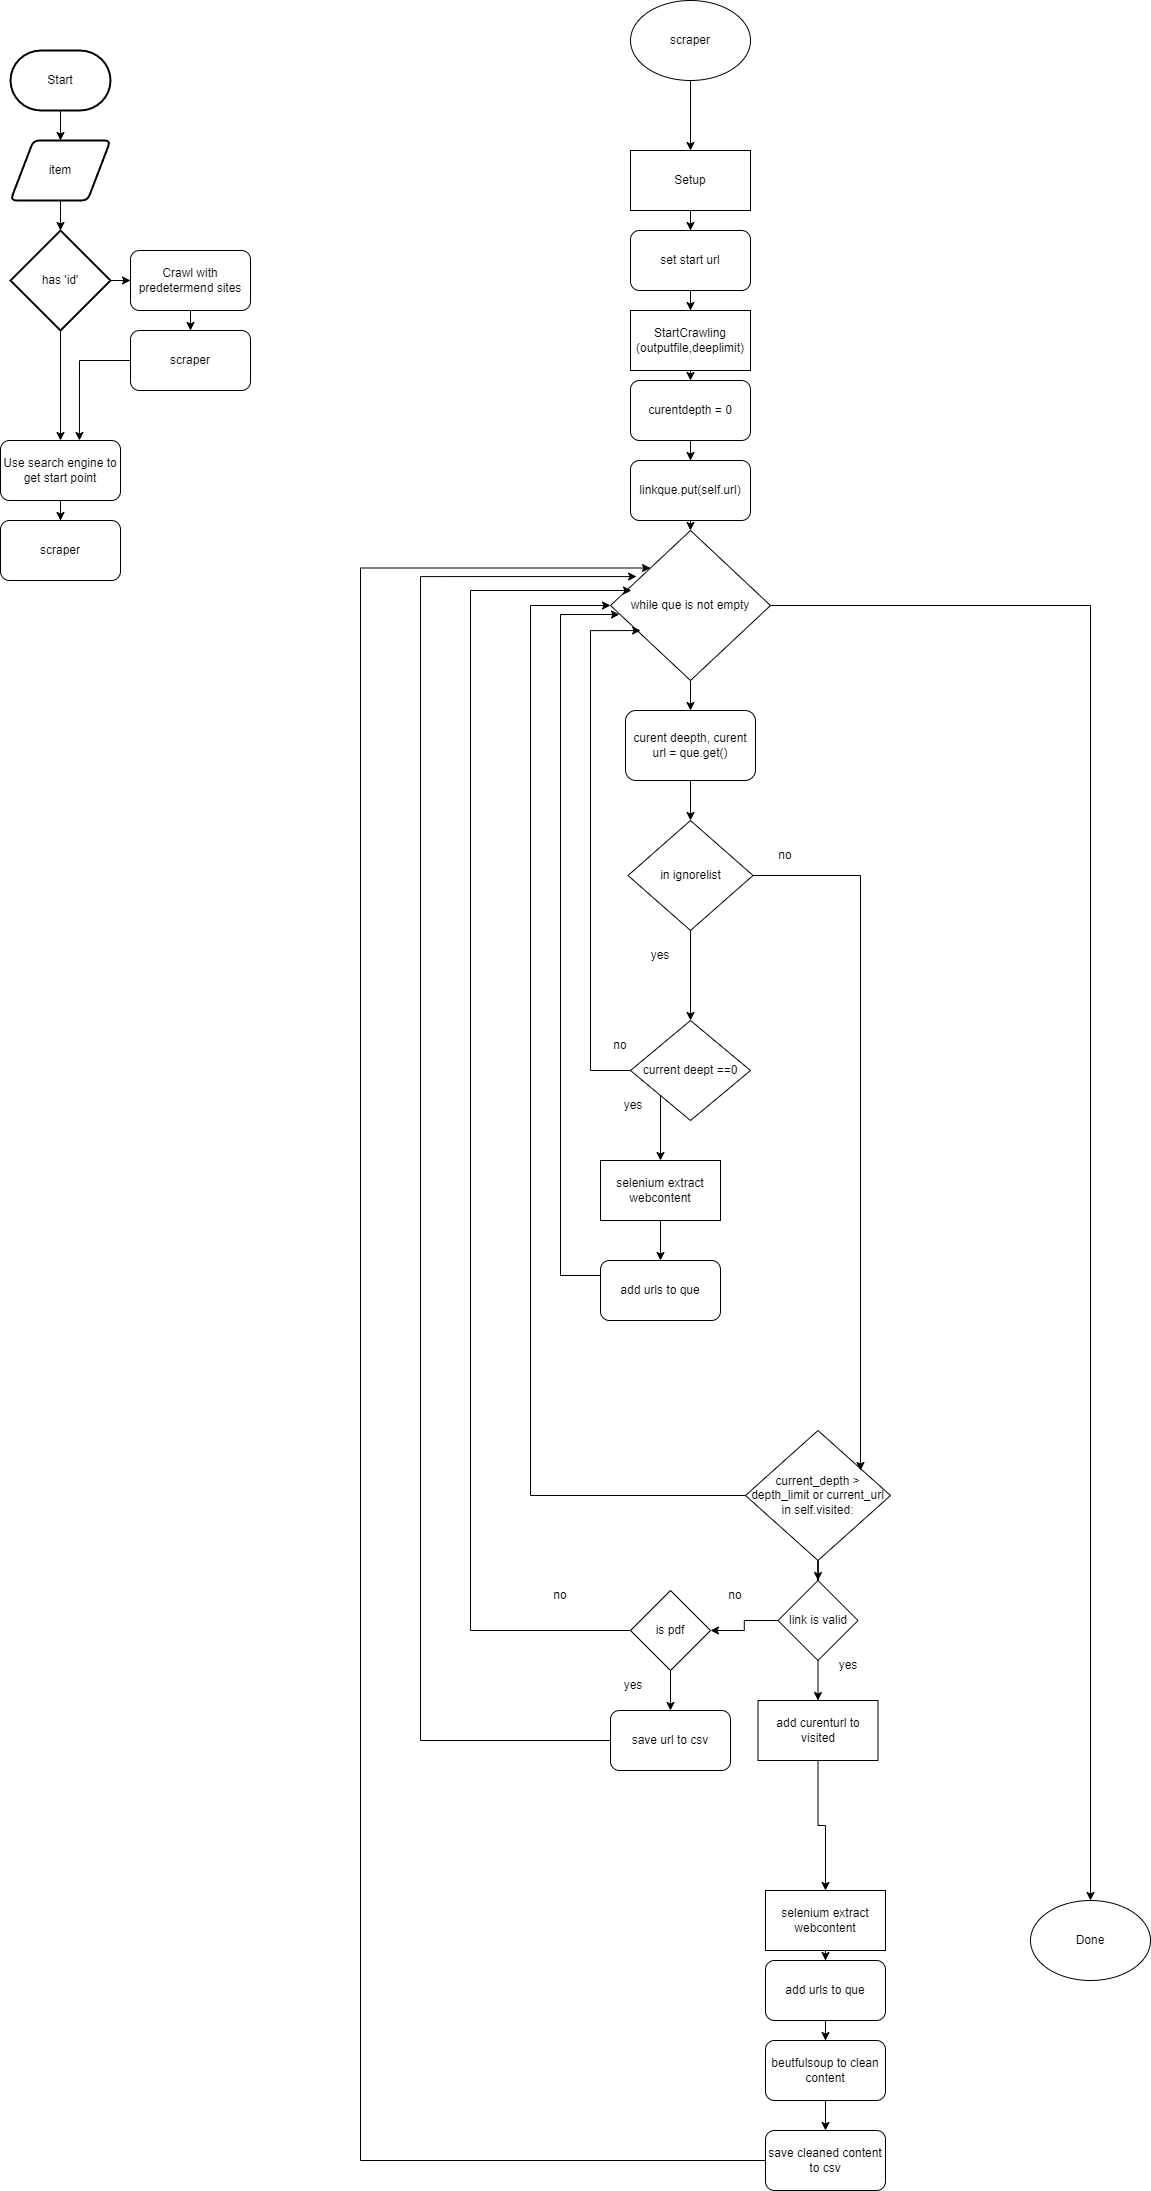 Start
item
has 'id'
Crawl with
predetermend sites
scraper
Use search engine to
get start point
scraper
scraper
Setup
set start url
StartCrawling
(outputfile,deeplimit)
curentdepth = 0
linkque.put(self.url)
while que is not empty
curent deepth, curent
url = que.get()
in ignorelist
no
yes
current deept ==0
no
yes
selenium extract
webcontent
add urls to que
current_depth >
depth_limit or current_url
in self.visited:
link is valid
no
is pdf
no
yes
save url to csv
yes
add curenturl to
visited
selenium extract
webcontent
add urls to que
beutfulsoup to clean
content
save cleaned content
to csv
Done